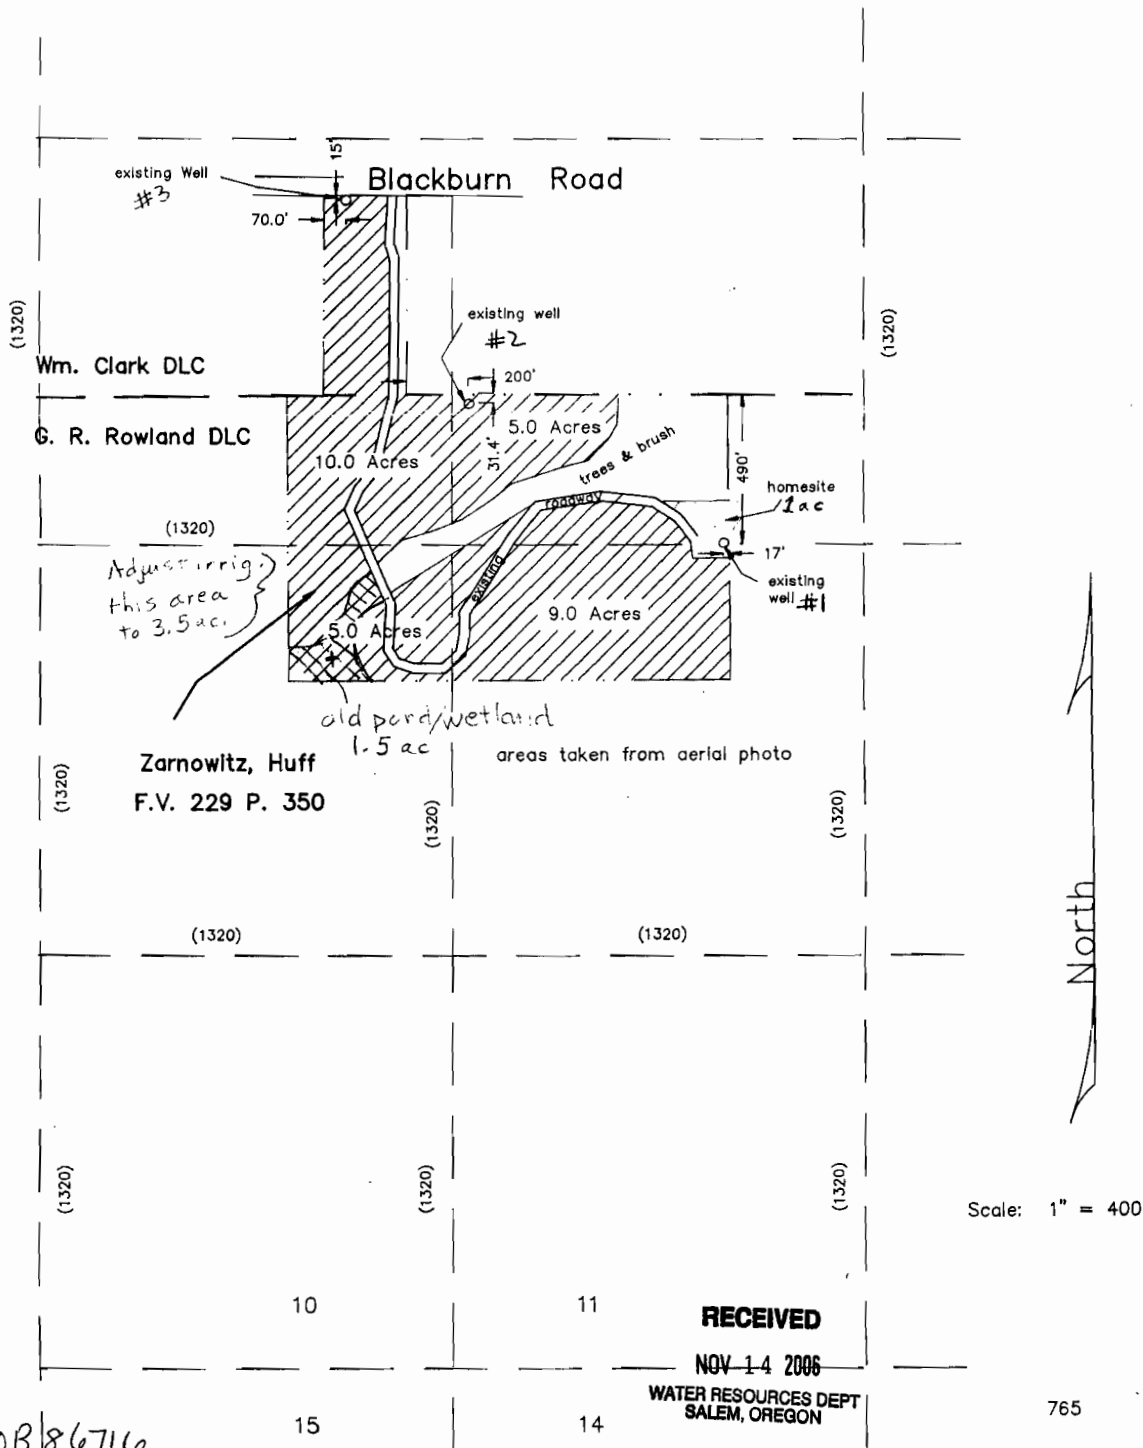 15'
existing Well
#3
Blackburn Road
70.0'
existing well
#2
(1320)
(1320)
Wm. Clark DLC
200'
G. R. Rowland DLC
5.0 Acres
31.4'
10.0 Acres
trees & brush
490'
homesite
1 ac
roadway
(1320)
17'
Adjust irrig.
this area
to 3.5 ac.
existing
existing
well #1
9.0 Acres
5.0 Acres
old pond/wetland
1.5 ac
areas taken from aerial photo
Zarnowitz, Huff
F.V. 229 P. 350
(1320)
(1320)
(1320)
North
(1320)
(1320)
(1320)
(1320)
(1320)
Scale: 1" = 400
10
11
RECEIVED
NOV 14 2006
WATER RESOURCES DEPT
SALEM, OREGON
765
15
14